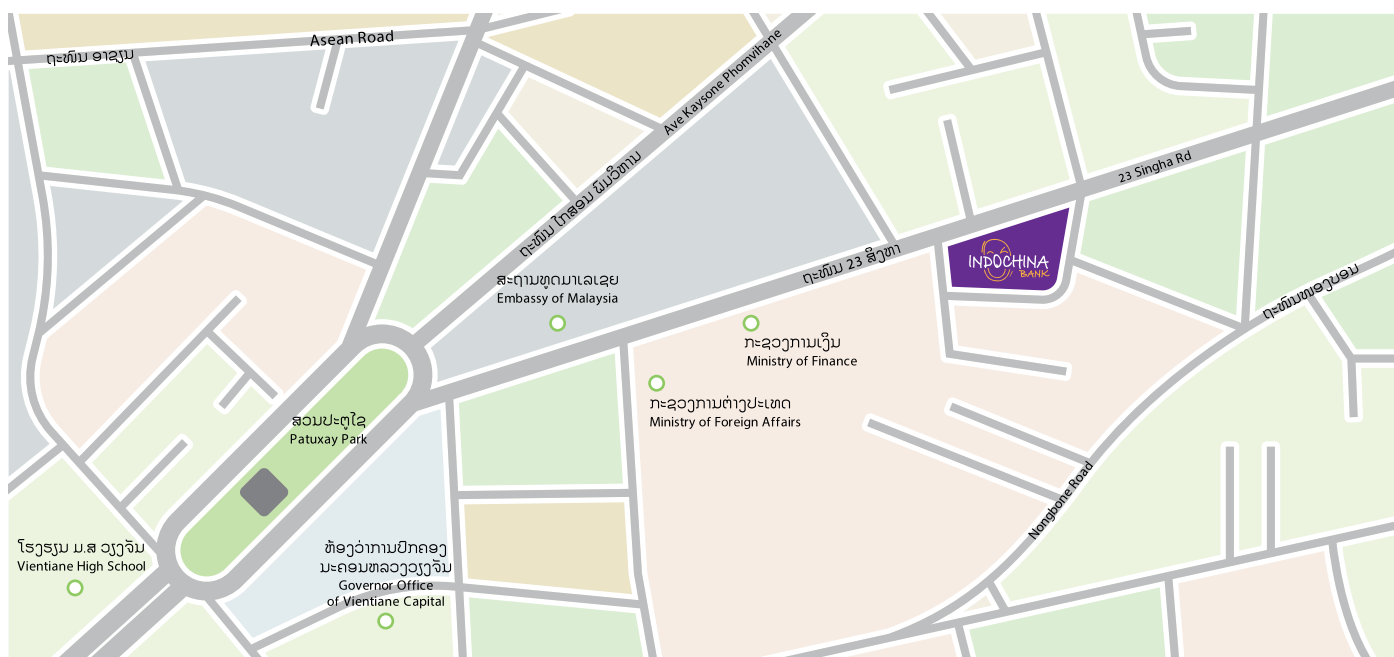 Asean Road
ຖະໜົນ ອາຊຽນ
Ave Kaysone Phomvihane
ຖະໜົນ ໄກສອນ ພົມວິຫານ
23 Singha Rd
ຖະໜົນ 23 ສິງຫາ
INDOCHINA
BANK
ສະຖານທູດມາເລເຊຍ
Embassy of Malaysia
ຖະໜົນໜອງບອນ
ກະຊວງການເງິນ
Ministry of Finance
ກະຊວງການຕ່າງປະເທດ
Ministry of Foreign Affairs
ສວນປະຕູໄຊ
Patuxay Park
Nongbone Road
ໂຮງຮຽນ ມ.ສ ວຽງຈັນ
Vientiane High School
ຫ້ອງວ່າການປົກຄອງ
ນະຄອນຫລວງວຽງຈັນ
Governor Office
of Vientiane Capital